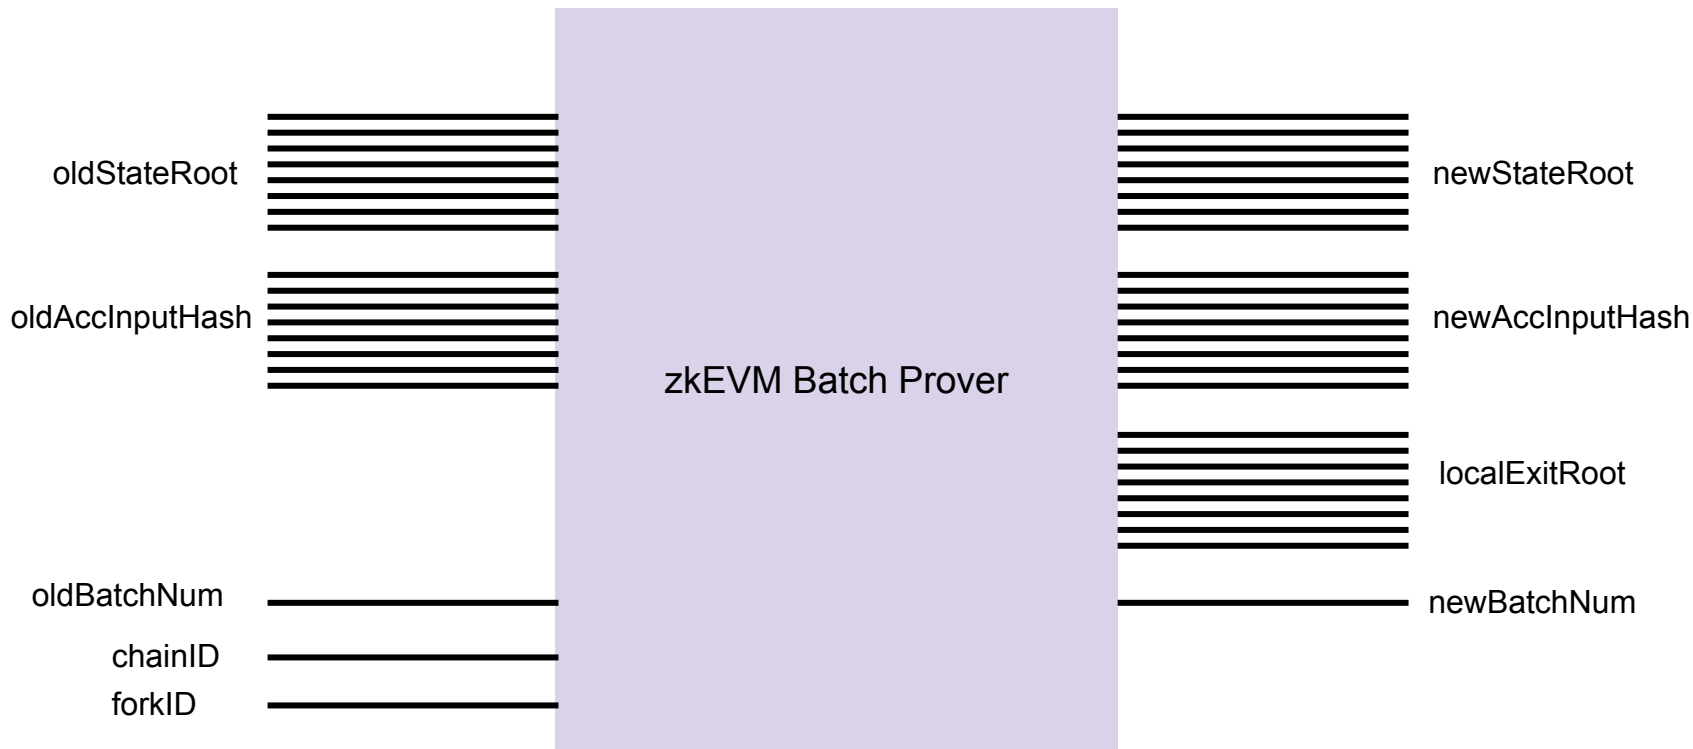 oldStateRoot
newStateRoot
oldAccInputHash
newAccInputHash
zkEVM Batch Prover
localExitRoot
oldBatchNum
newBatchNum
chainID
forkID